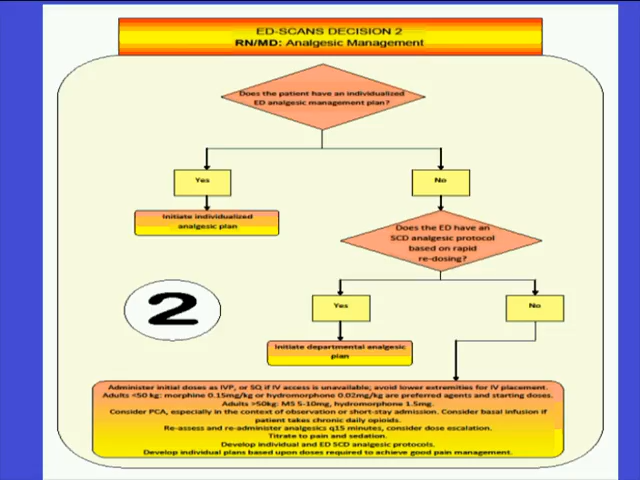 ED-SCANS DECISION 2
RN/MD: Analgesic Management
Does the patient have an individualized
ED analgesic management plan?
Yes
No
Initiate individualized
analgesic plan
Does the ED have an
SCD analgesic protocol
based on rapid
re-dosing?
2
Yes
No
Initiate departmental analgesic
plan
Administer initial doses as IVP, or SQ if IV access is unavailable; avoid lower extremities for IV placement.
Adults <50 kg: morphine 0.15mg/kg or hydromorphone 0.02mg/kg are preferred agents and starting doses.
Adults >50kg: MS 5-10mg, hydromorphone 1.5mg.
Consider PCA, especially in the context of observation or short-stay admission. Consider basal infusion if
patient takes chronic daily opioids.
Re-assess and re-administer analgesics q15 minutes, consider dose escalation.
Titrate to pain and sedation.
Develop individual and ED SCD analgesic protocols.
Develop individual plans based upon doses required to achieve good pain management.